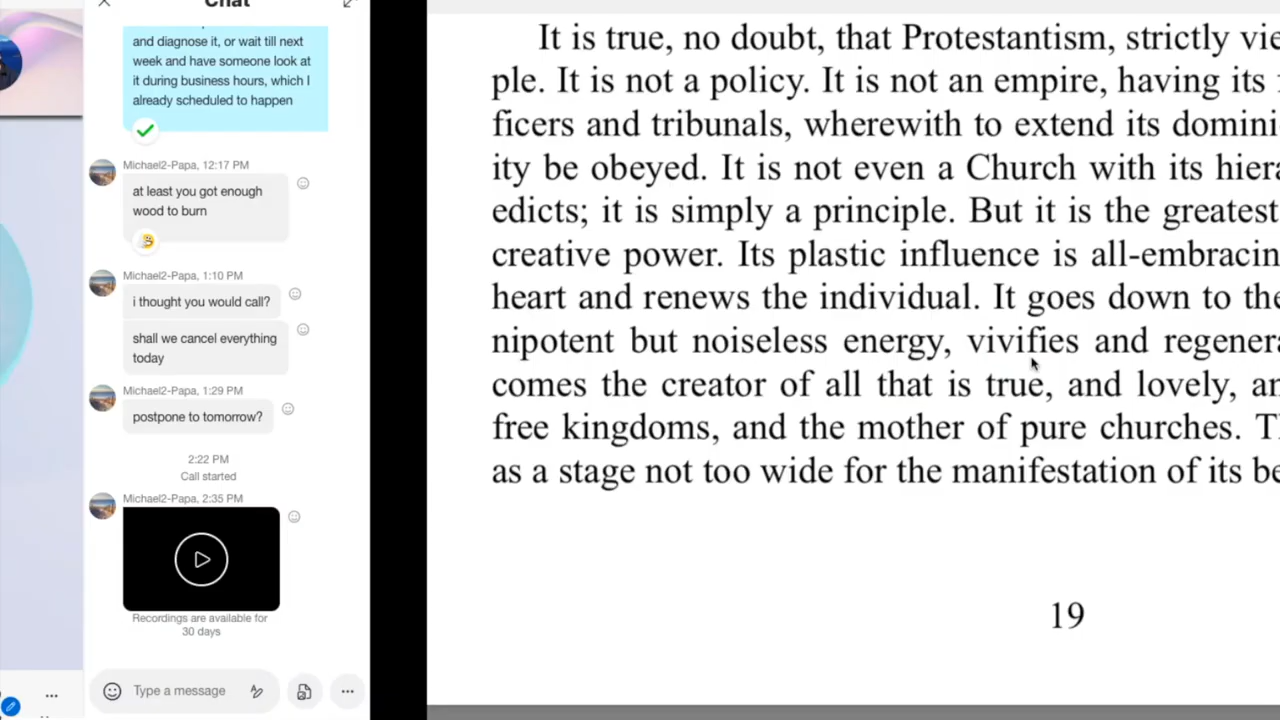 Chat
and diagnose it, or wait till next
week and have someone look at
it during business hours, which I
already scheduled to happen
Michael2-Papa, 12:17 PM
at least you got enough
wood to burn
Michael2-Papa, 1:10 PM
i thought you would call?
shall we cancel everything
today
Michael2-Papa, 1:29 PM
postpone to tomorrow?
2:22 PM
Call started
Michael2-Papa, 2:35 PM
Recordings are available for
30 days
Type a message
It is true, no doubt, that Protestantism, strictly vie
ple. It is not a policy. It is not an empire, having its
ficers and tribunals, wherewith to extend its domini
ity be obeyed. It is not even a Church with its hiera
edicts; it is simply a principle. But it is the greatest
creative power. Its plastic influence is all-embracin
heart and renews the individual. It goes down to the
nipotent but noiseless energy, vivifies and regenera
comes the creator of all that is true, and lovely, an
free kingdoms, and the mother of pure churches. T
as a stage not too wide for the manifestation of its be
19